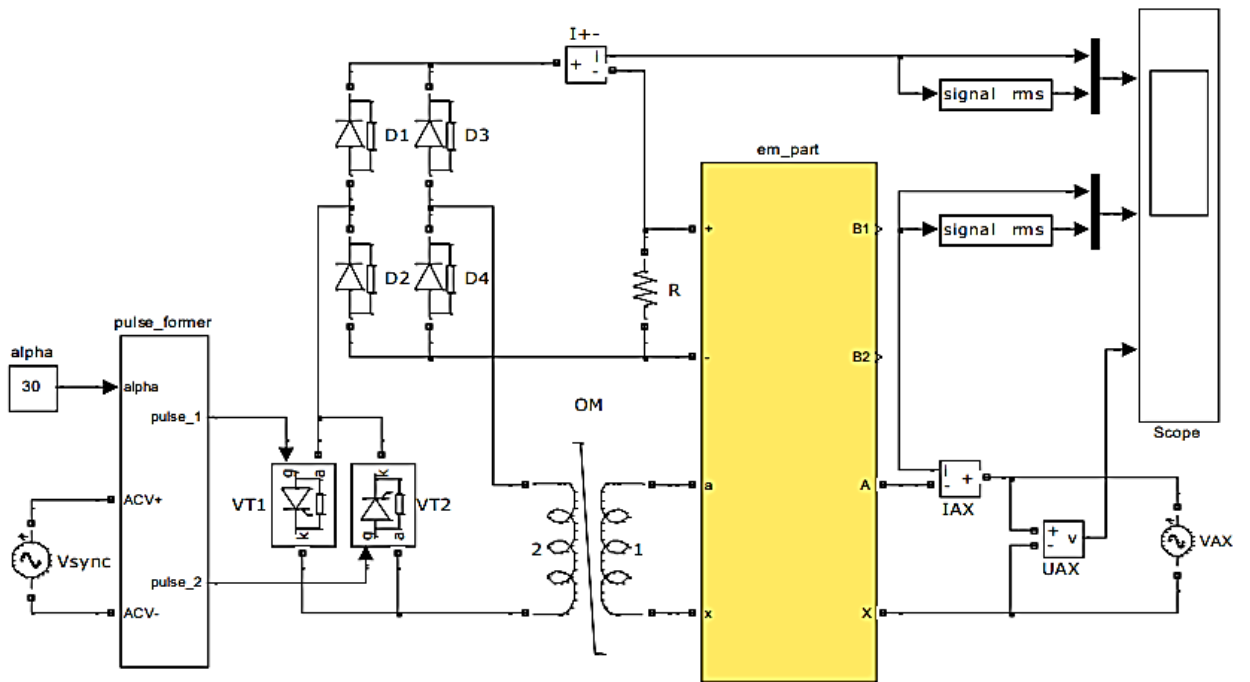 I+-
i
+
-
signal rms
D1
D3
em_part
+
B1
signal rms
D2
D4
R
pulse_former
alpha
30
alpha
-
B2
pulse_1
OM
Scope
g
a
k
VT1
VT2
k
g
a
a
A
i
-
+
IAX
ACV+
2
1
+
-
v
VAX
Vsync
UAX
pulse_2
ACV-
x
X